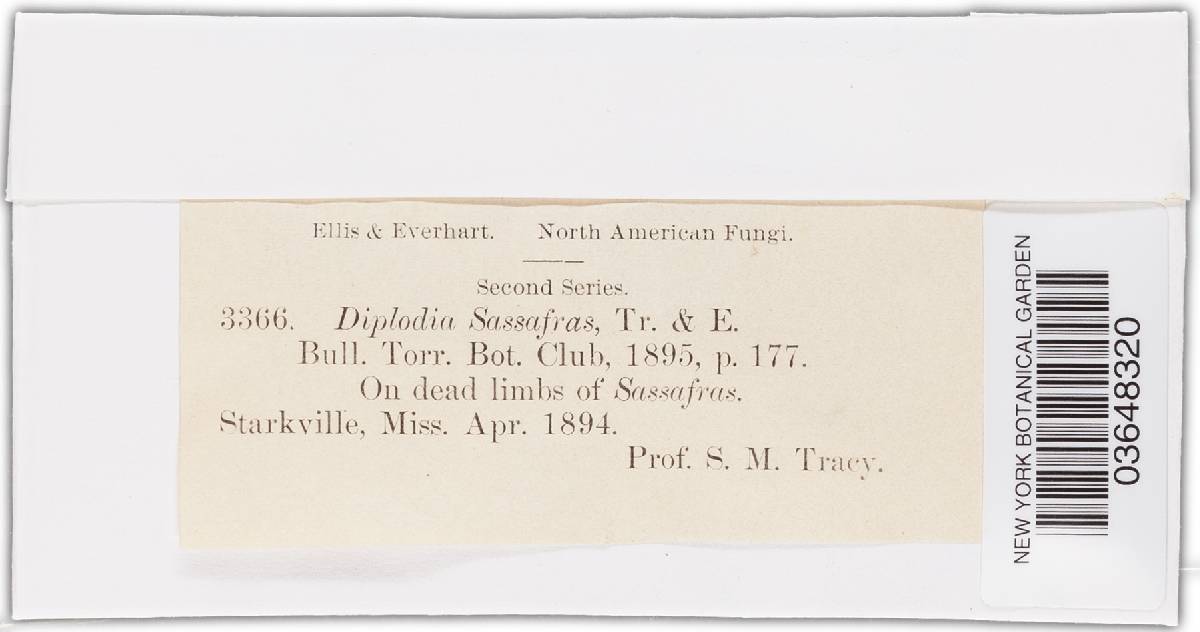 Ellis & Everhart. North American Fungi.
Second Series.
3366. Diplodia Sassafras, Tr. & E.
Bull. Torr. Bot. Club, 1895, p. 177.
On dead limbs of Sassafras.
Starkville, Miss. Apr. 1894.
Prof. S. M. Tracy.
NEW YORK BOTANICAL GARDEN
03648320